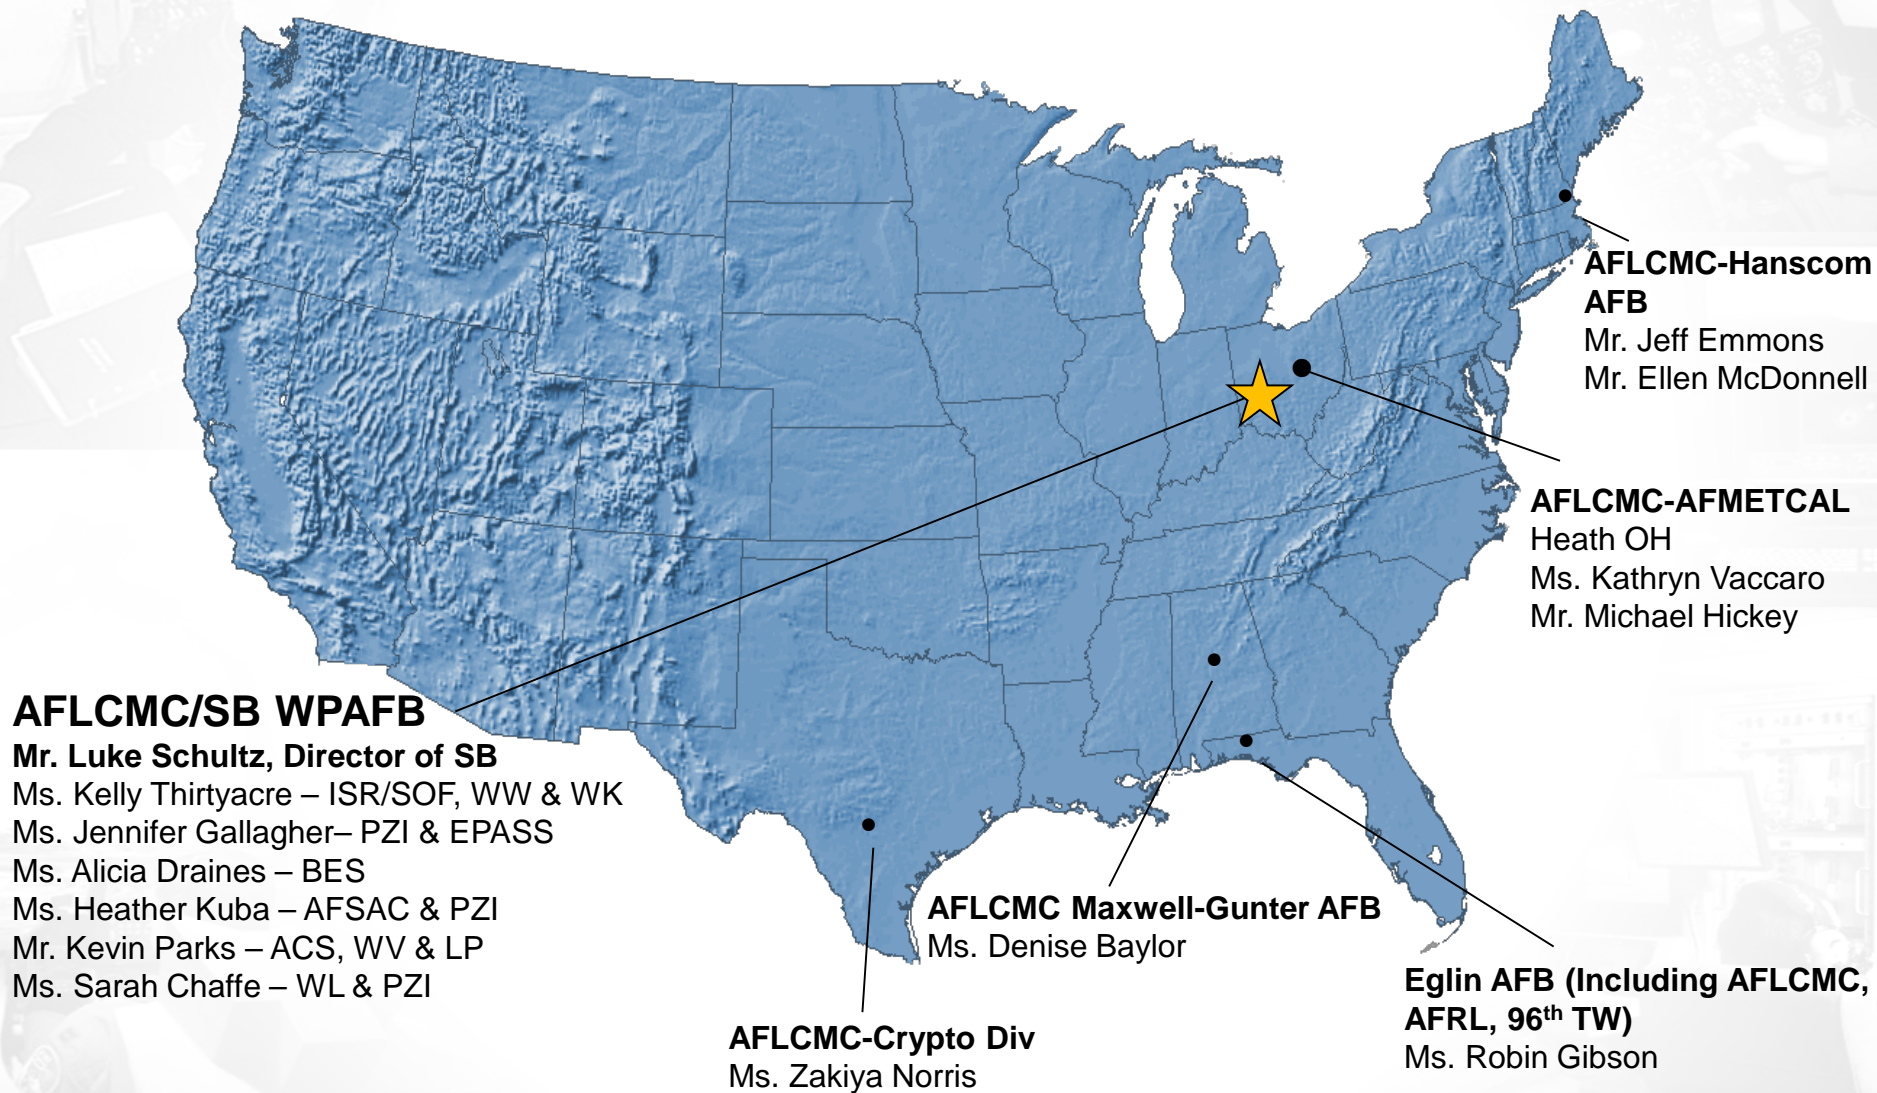 AFLCMC-Hanscom
AFB
Mr. Jeff Emmons
Mr. Ellen McDonnell
AFLCMC-AFMETCAL
Heath OH
Ms. Kathryn Vaccaro
Mr. Michael Hickey
AFLCMC/SB WPAFB
Mr. Luke Schultz, Director of SB
Ms. Kelly Thirtyacre – ISR/SOF, WW & WK
Ms. Jennifer Gallagher– PZI & EPASS
Ms. Alicia Draines – BES
Ms. Heather Kuba – AFSAC & PZI
Mr. Kevin Parks – ACS, WV & LP
Ms. Sarah Chaffe – WL & PZI
AFLCMC Maxwell-Gunter AFB
Ms. Denise Baylor
AFLCMC-Crypto Div
Ms. Zakiya Norris
Eglin AFB (Including AFLCMC,
AFRL, 96th TW)
Ms. Robin Gibson